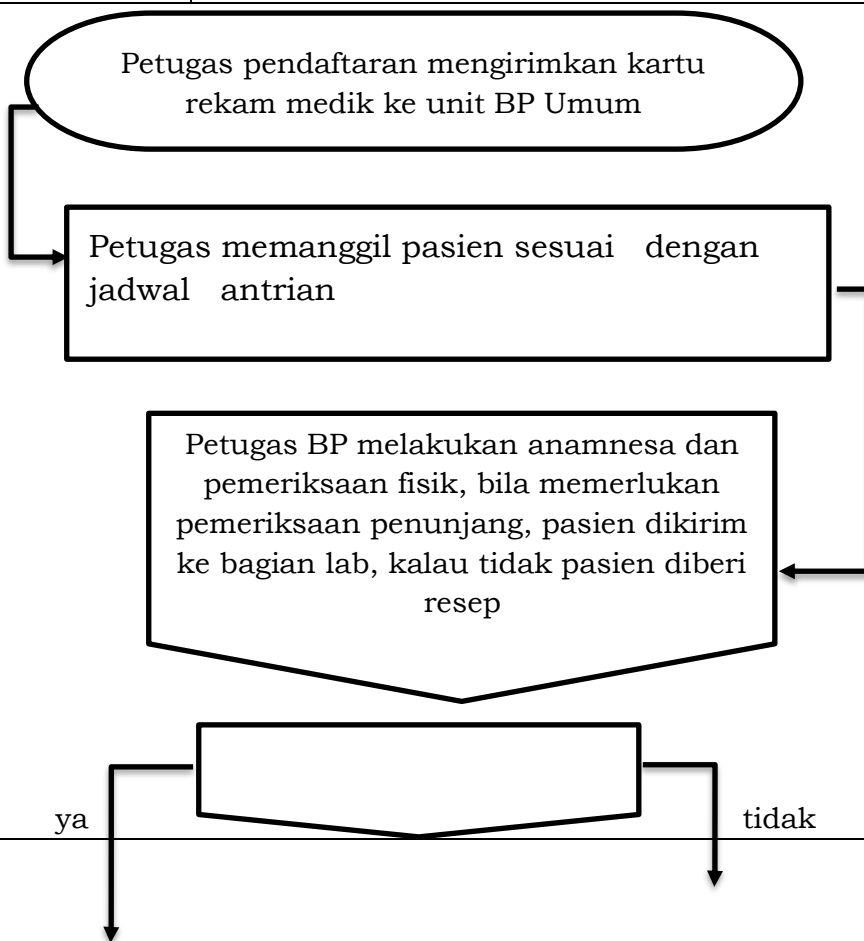 Petugas pendaftaran mengirimkan kartu
rekam medik ke unit BP Umum
Petugas memanggil pasien sesuai dengan
jadwal antrian
Petugas BP melakukan anamnesa dan
pemeriksaan fisik, bila memerlukan
pemeriksaan penunjang, pasien dikirim
ke bagian lab, kalau tidak pasien diberi
resep
ya
tidak